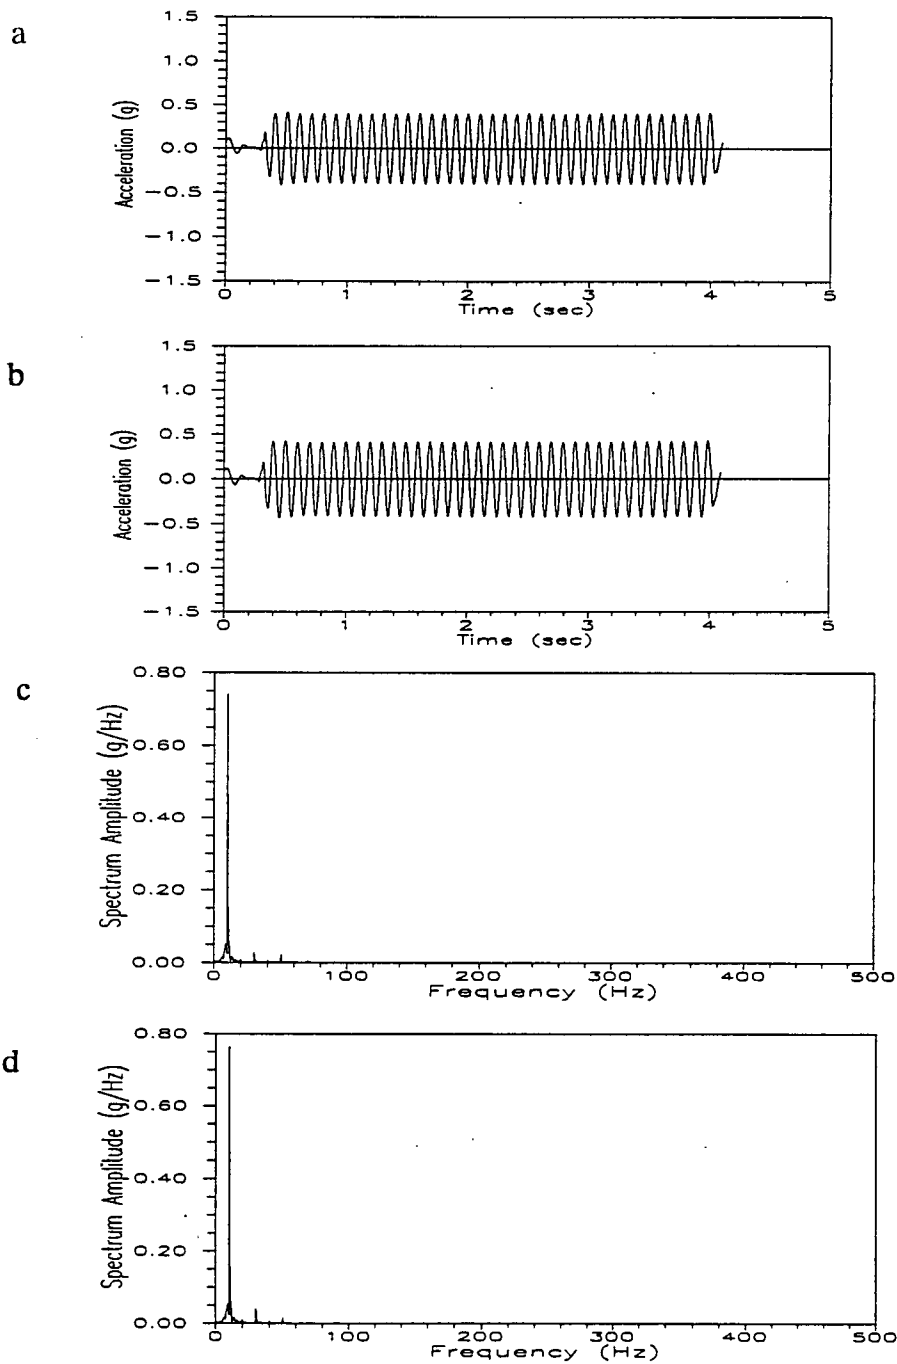 a
Acceleration (g)
1.5
1.0
0.5
0.0
−0.5
−1.0
−1.5
0 1 2 3 4 5
Time (sec)
b
Acceleration (g)
1.5
1.0
0.5
0.0
−0.5
−1.0
−1.5
0 1 2 3 4 5
Time (sec)
c
Spectrum Amplitude (g/Hz)
0.80
0.60
0.40
0.20
0.00
0 100 200 300 400 500
Frequency (Hz)
d
Spectrum Amplitude (g/Hz)
0.80
0.60
0.40
0.20
0.00
0 100 200 300 400 500
Frequency (Hz)